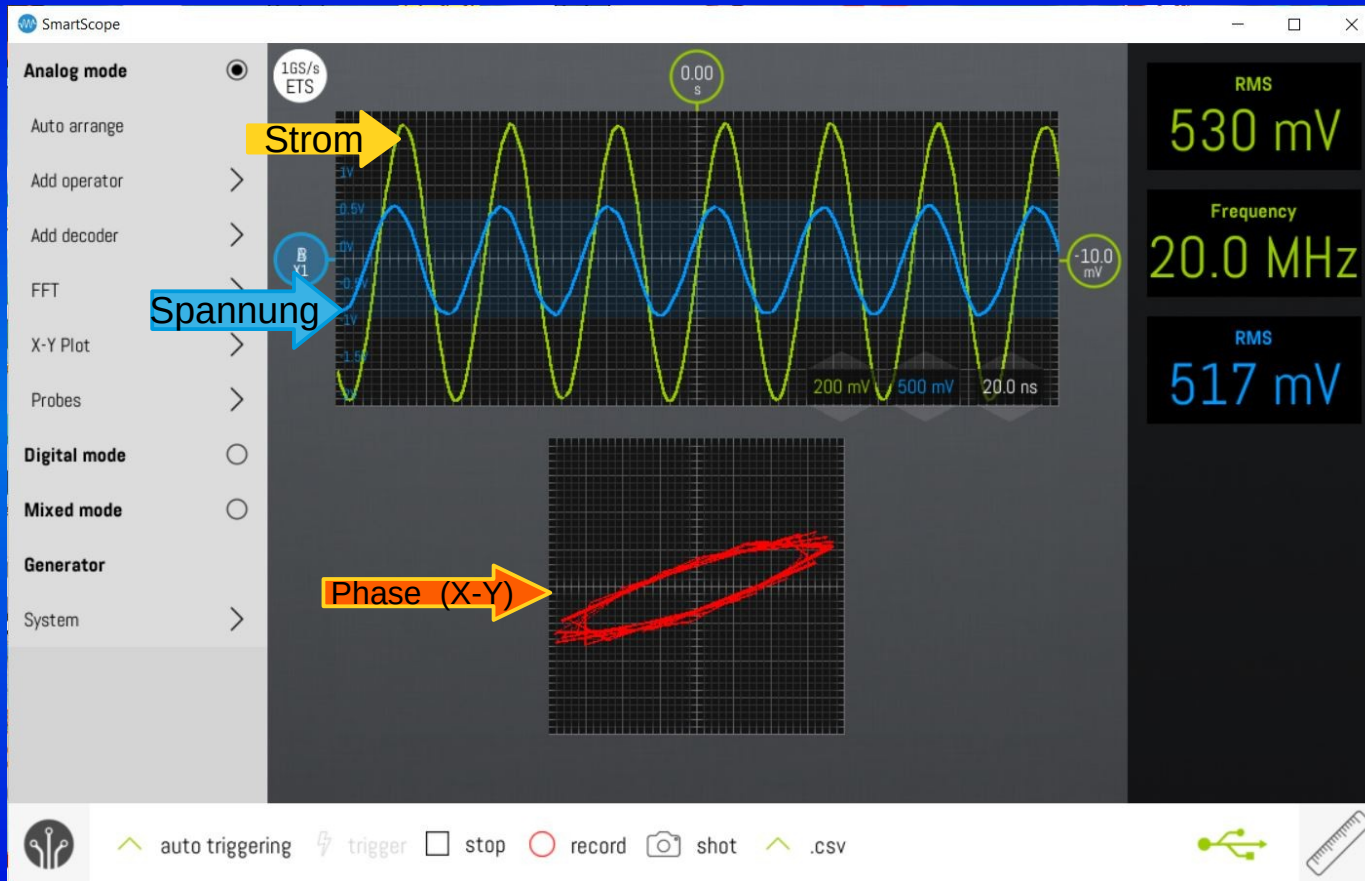 SmartScope
Analog mode
Auto arrange
Add operator
Add decoder
FFT
X-Y Plot
Probes
Digital mode
Mixed mode
Generator
System
1GS/s
ETS
0.00
s
Strom
Spannung
1V
0.5V
0V
-1V
X1
-10.0
mV
200 mV
500 mV
20.0 ns
Phase (X-Y)
RMS
530 mV
Frequency
20.0 MHz
RMS
517 mV
auto triggering
trigger
stop
record
shot
.csv